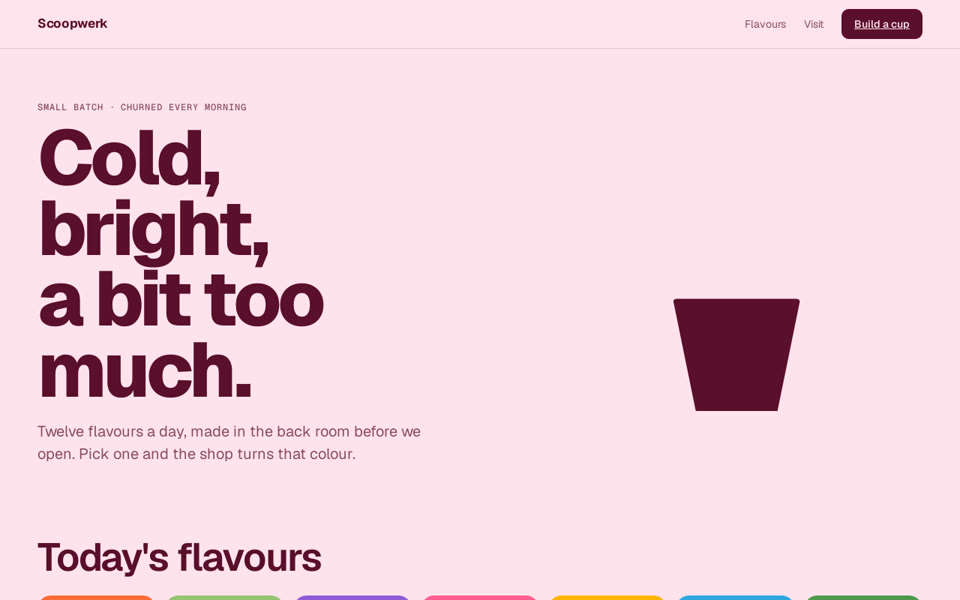 Scoopwerk
Flavours
Visit
Build a cup
SMALL BATCH · CHURNED EVERY MORNING
Cold,
bright,
a bit too
much.
Twelve flavours a day, made in the back room before we
open. Pick one and the shop turns that colour.
Today's flavours